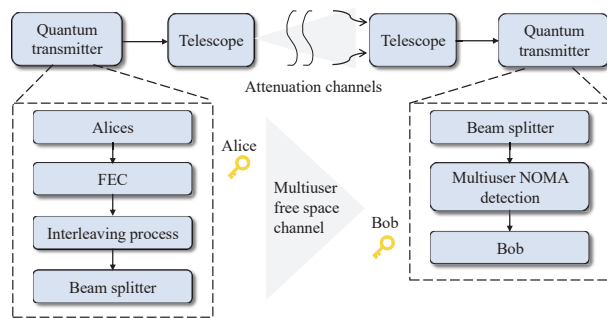 Quantum
transmitter
Telescope
Telescope
Quantum
transmitter
Attenuation channels
Alices
FEC
Interleaving process
Beam splitter
Alice
Multiuser
free space
channel
Bob
Beam splitter
Multiuser NOMA
detection
Bob